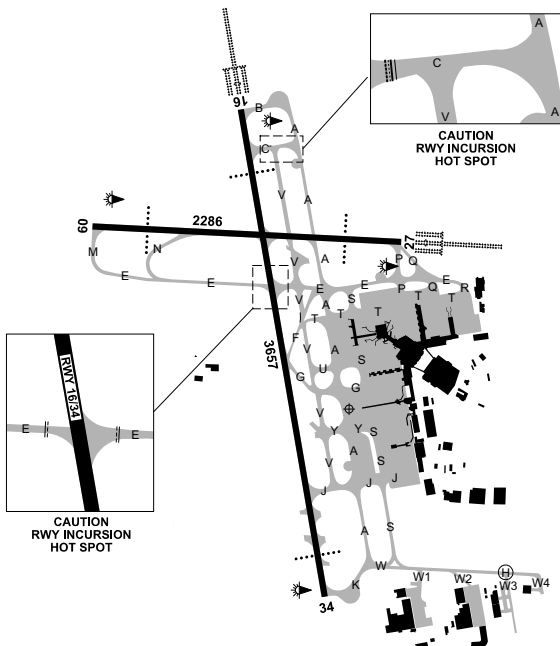 A
C
V
A
CAUTION
RWY INCURSION
HOT SPOT
16
B
A
C
V
A
09
2286
27
M
N
E
E
V
A
P
Q
E
E
P
T
Q
E
R
T
V
I
T
A
T
S
T
F
V
A
S
3657
G
U
G
V
Y
Y
S
A
V
S
J
J
J
A
S
K
W
W1
W2
H
W3
W4
34
RWY 16/34
E
E
CAUTION
RWY INCURSION
HOT SPOT